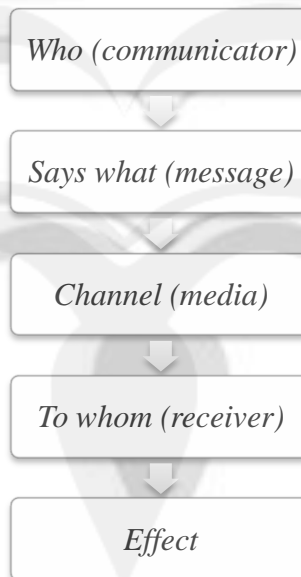 Who (communicator)
Says what (message)
Channel (media)
To whom (receiver)
Effect